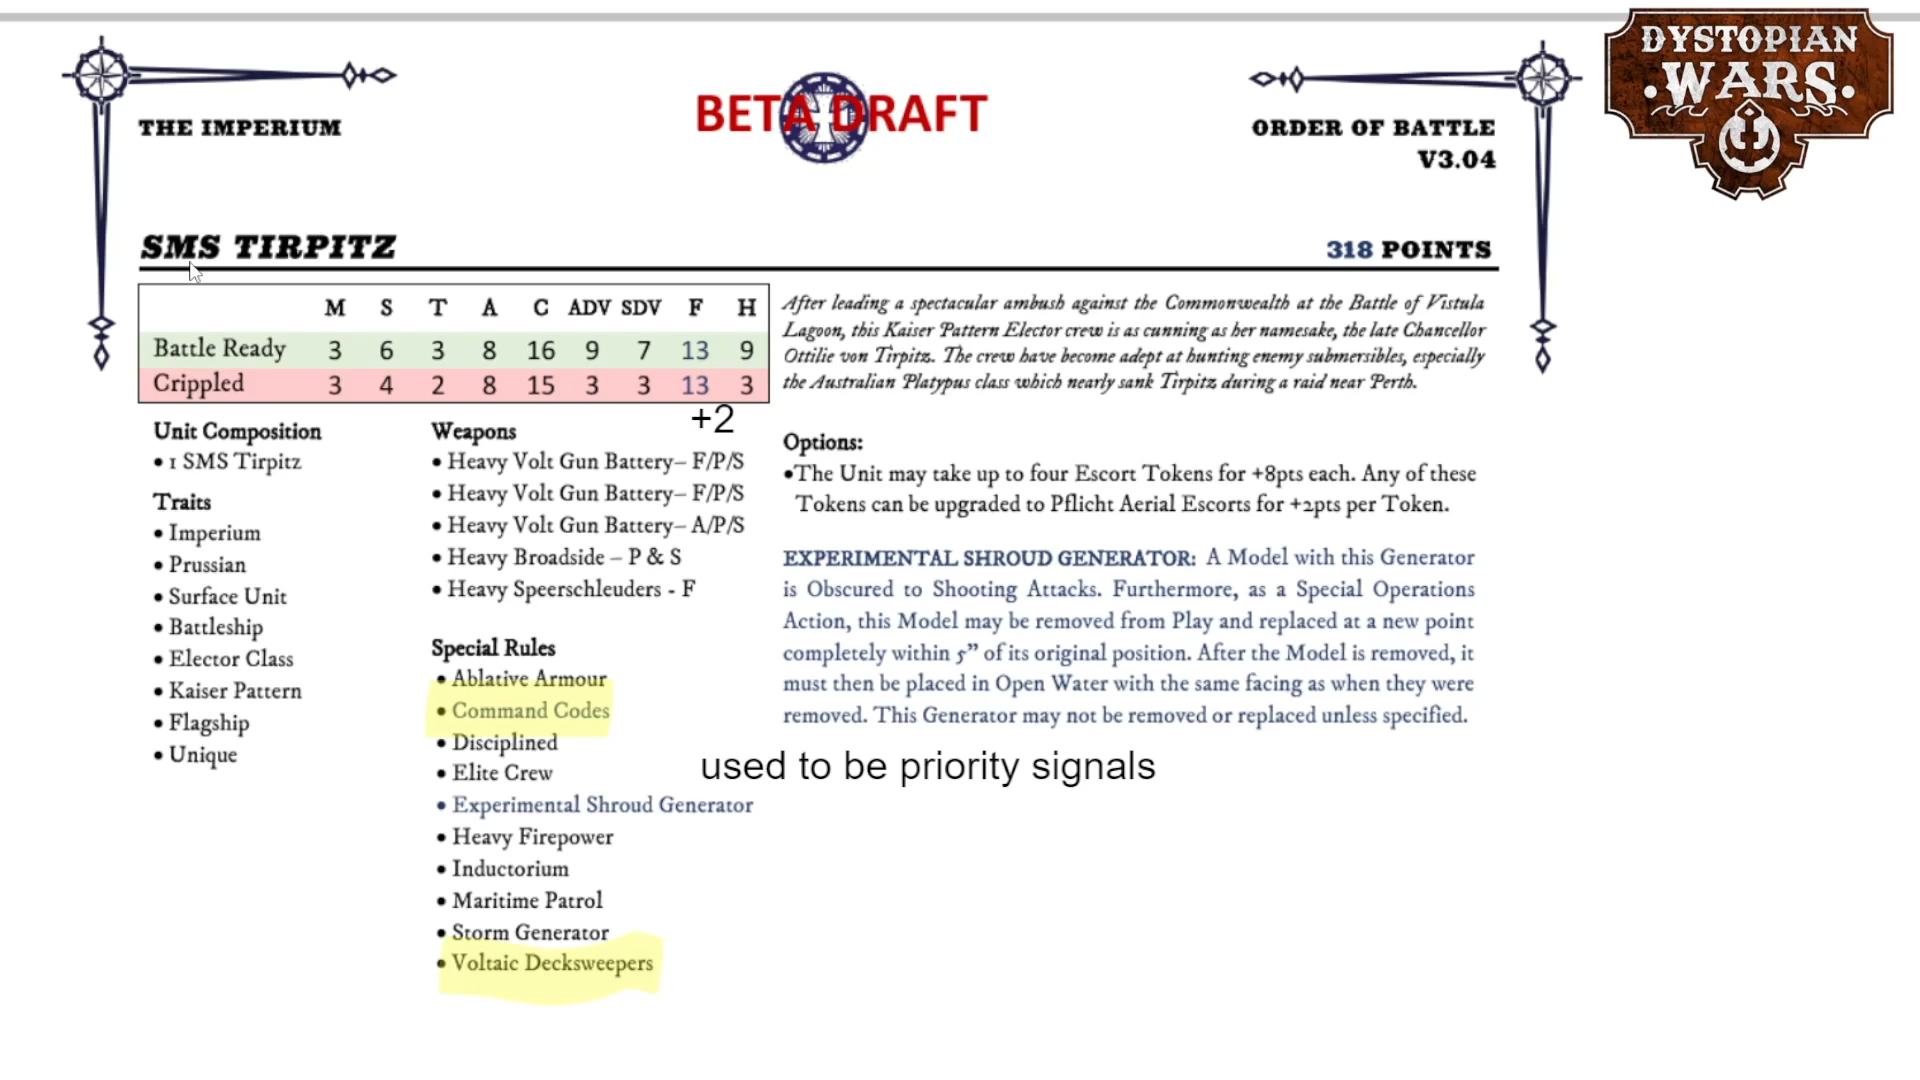 DYSTOPIAN
WARS
THE IMPERIUM
BETA DRAFT
ORDER OF BATTLE
V3.04
SMS TIRPITZ
318 POINTS
M S T A C ADV SDV F H
Battle Ready 3 6 3 8 16 9 7 13 9
Crippled 3 4 2 8 15 3 3 13 3
+2
After leading a spectacular ambush against the Commonwealth at the Battle of Vistula
Lagoon, this Kaiser Pattern Elector crew is as cunning as her namesake, the late Chancellor
Ottilie von Tirpitz. The crew have become adept at hunting enemy submersibles, especially
the Australian Platypus class which nearly sank Tirpitz during a raid near Perth.
Unit Composition
• 1 SMS Tirpitz
Traits
• Imperium
• Prussian
• Surface Unit
• Battleship
• Elector Class
• Kaiser Pattern
• Flagship
• Unique
Weapons
• Heavy Volt Gun Battery– F/P/S
• Heavy Volt Gun Battery– F/P/S
• Heavy Volt Gun Battery– A/P/S
• Heavy Broadside – P & S
• Heavy Speerschleuders - F
Special Rules
• Ablative Armour
• Command Codes
• Disciplined
• Elite Crew
• Experimental Shroud Generator
• Heavy Firepower
• Inductorium
• Maritime Patrol
• Storm Generator
• Voltaic Decksweepers
Options:
•The Unit may take up to four Escort Tokens for +8pts each. Any of these
Tokens can be upgraded to Pflicht Aerial Escorts for +2pts per Token.
EXPERIMENTAL SHROUD GENERATOR: A Model with this Generator
is Obscured to Shooting Attacks. Furthermore, as a Special Operations
Action, this Model may be removed from Play and replaced at a new point
completely within 5” of its original position. After the Model is removed, it
must then be placed in Open Water with the same facing as when they were
removed. This Generator may not be removed or replaced unless specified.
used to be priority signals